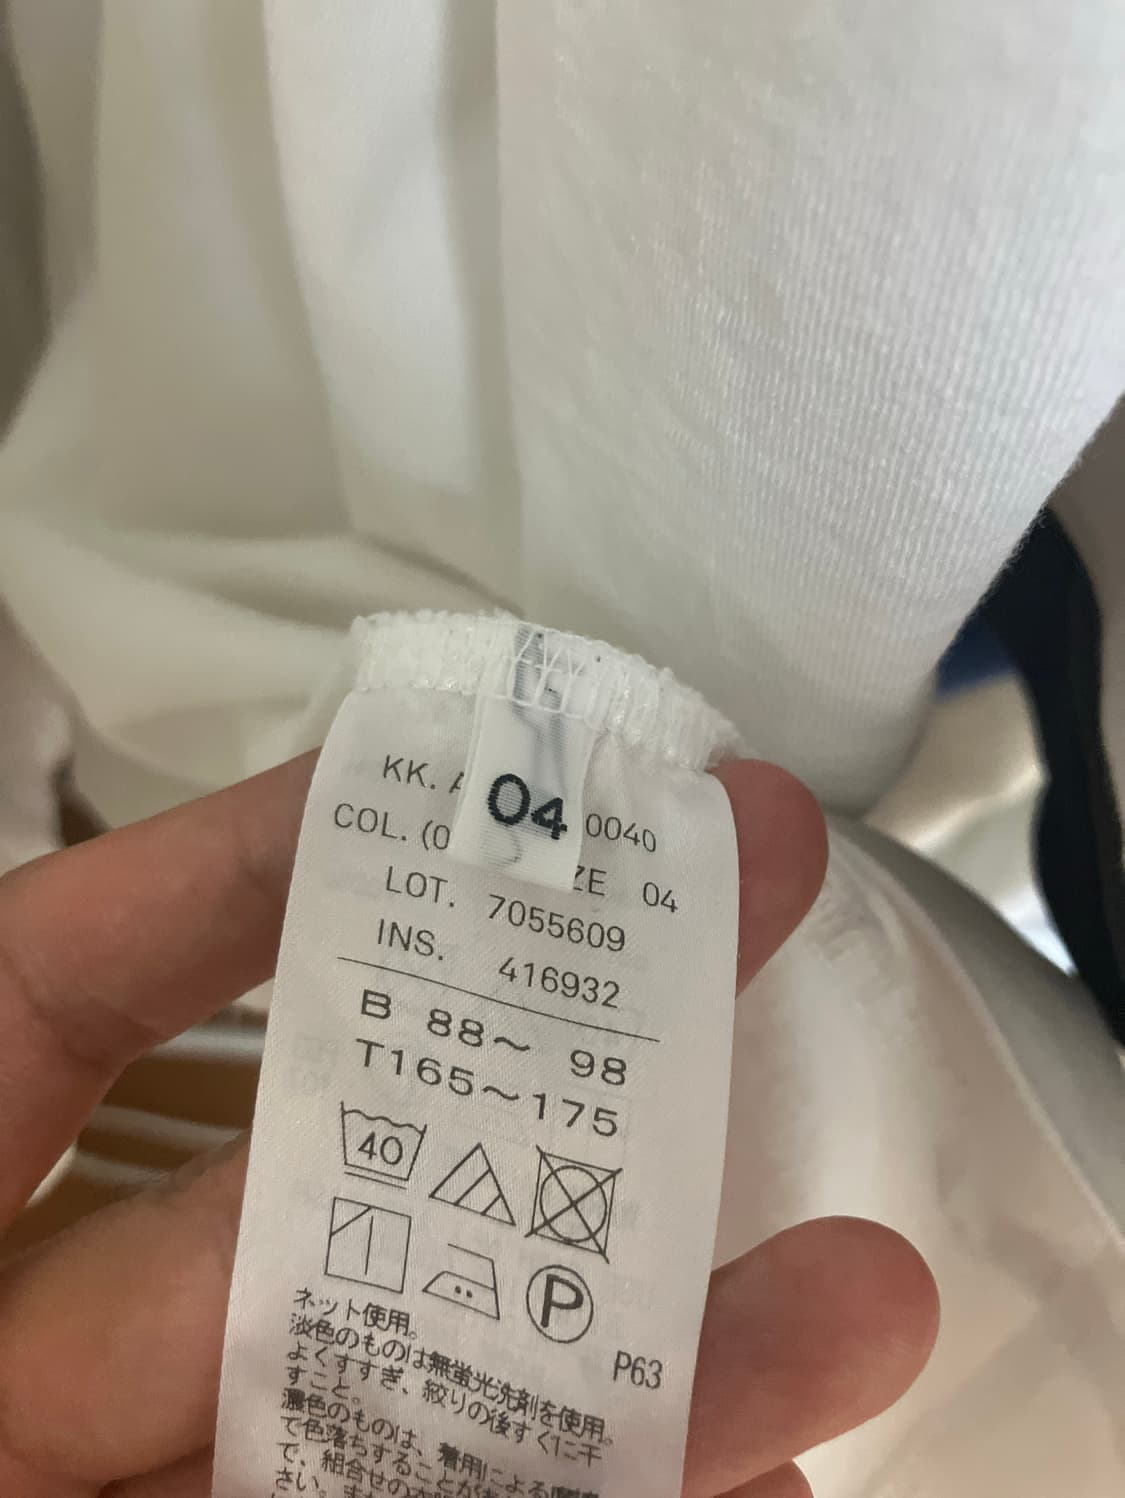 04
KK. 0040
COL. (0 ZE 04
LOT. 7055609
INS. 416932
B 88～ 98
T165～175
40
P
P63
ネット使用。
淡色のものは無蛍光洗剤を使用。
よくすすぎ、絞りの後すぐに干
すこと。
濃色のものは、着用による
で色落ちすることが
で、組合せの
さい。